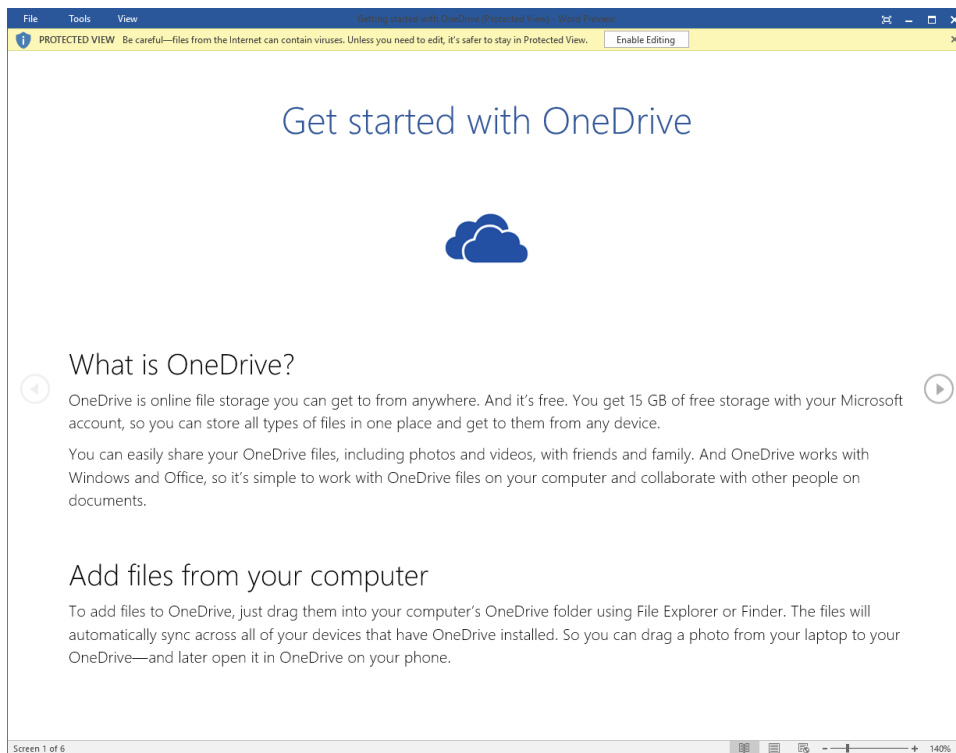 File Tools View Getting started with OneDrive [Protected View] - Word Preview
PROTECTED VIEW Be careful—files from the Internet can contain viruses. Unless you need to edit, it's safer to stay in Protected View. Enable Editing
Get started with OneDrive
What is OneDrive?
OneDrive is online file storage you can get to from anywhere. And it's free. You get 15 GB of free storage with your Microsoft
account, so you can store all types of files in one place and get to them from any device.
You can easily share your OneDrive files, including photos and videos, with friends and family. And OneDrive works with
Windows and Office, so it's simple to work with OneDrive files on your computer and collaborate with other people on
documents.
Add files from your computer
To add files to OneDrive, just drag them into your computer's OneDrive folder using File Explorer or Finder. The files will
automatically sync across all of your devices that have OneDrive installed. So you can drag a photo from your laptop to your
OneDrive—and later open it in OneDrive on your phone.
Screen 1 of 6 140%